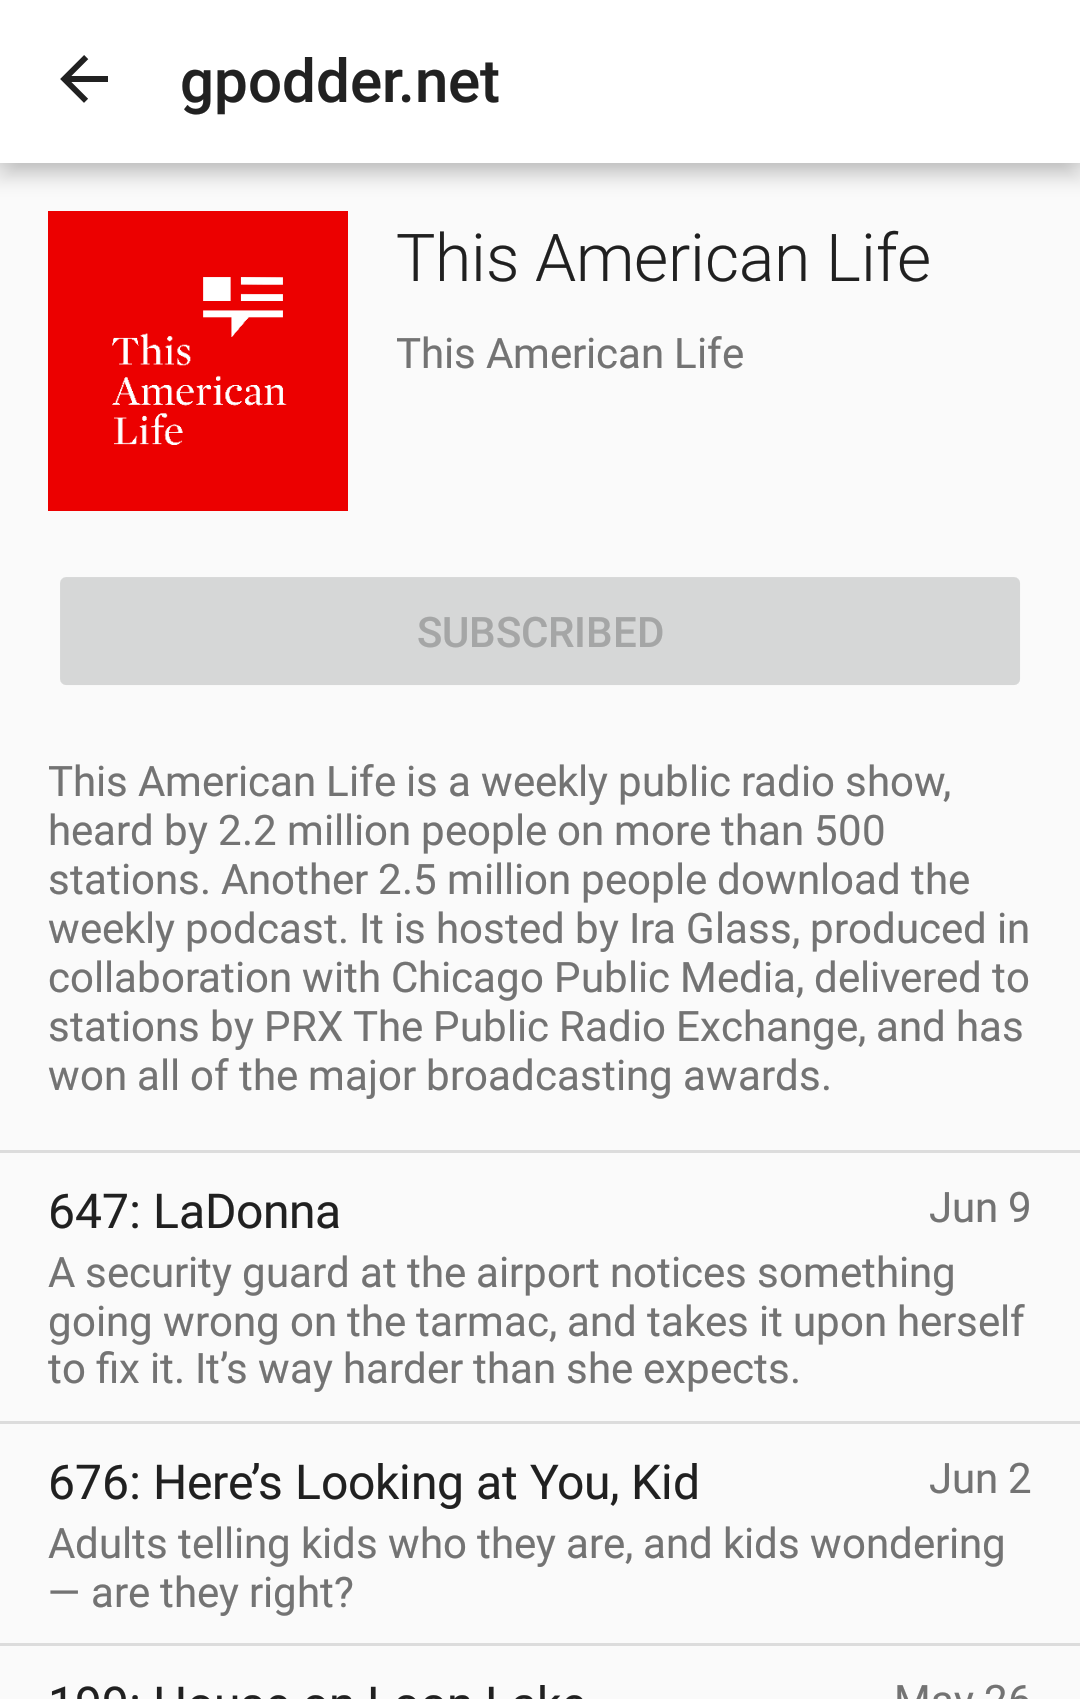 gpodder.net
This
American
Life
This American Life
This American Life
SUBSCRIBED
This American Life is a weekly public radio show,
heard by 2.2 million people on more than 500
stations. Another 2.5 million people download the
weekly podcast. It is hosted by Ira Glass, produced in
collaboration with Chicago Public Media, delivered to
stations by PRX The Public Radio Exchange, and has
won all of the major broadcasting awards.
647: LaDonna
Jun 9
A security guard at the airport notices something
going wrong on the tarmac, and takes it upon herself
to fix it. It’s way harder than she expects.
676: Here’s Looking at You, Kid
Jun 2
Adults telling kids who they are, and kids wondering
— are they right?
House on Loon Lake
May 26